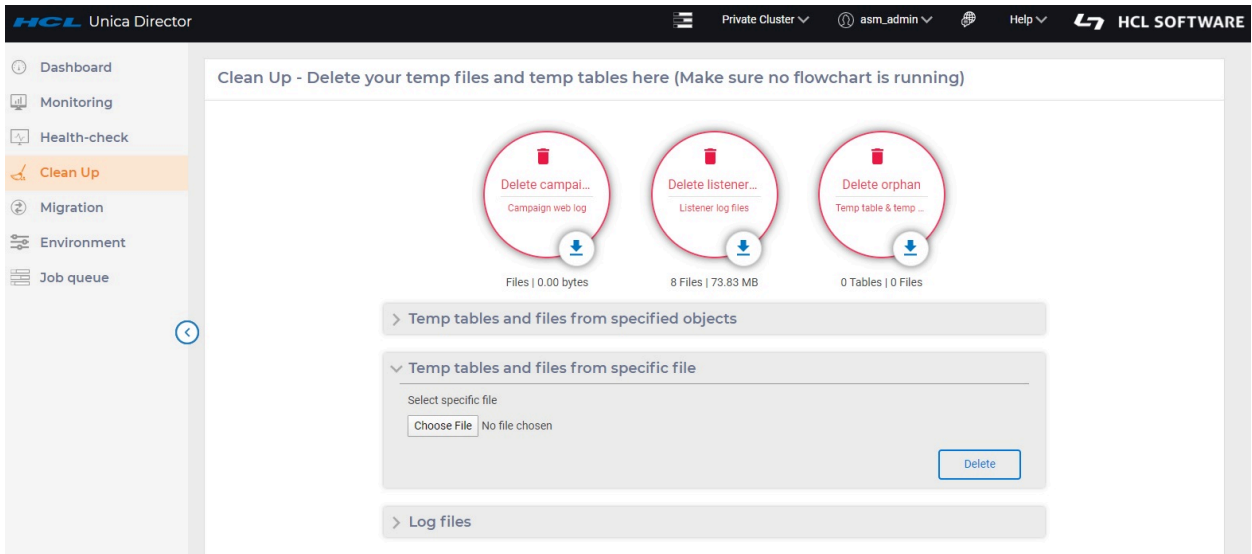 HCL Unica Director
Private Cluster
asm_admin
Help
HCL SOFTWARE
Dashboard
Monitoring
Health-check
Clean Up
Migration
Environment
Job queue
Clean Up - Delete your temp files and temp tables here (Make sure no flowchart is running)
Delete campai...
Campaign web log
Files | 0.00 bytes
Delete listener...
Listener log files
8 Files | 73.83 MB
Delete orphan
Temp table & temp ...
0 Tables | 0 Files
Temp tables and files from specified objects
Temp tables and files from specific file
Select specific file
Choose File No file chosen
Delete
Log files